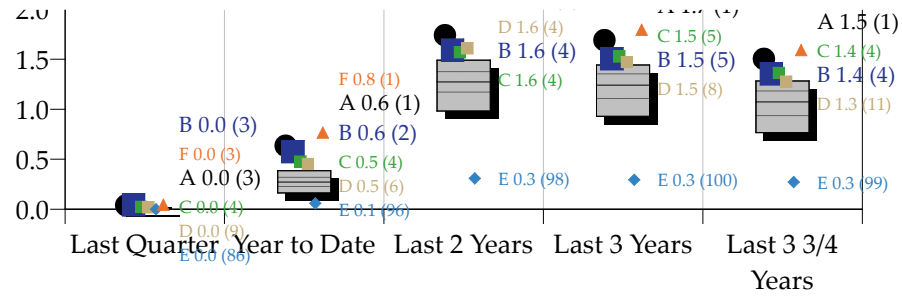 2.0
1.5
1.0
0.5
0.0
B 0.0 (3)
F 0.0 (3)
A 0.0 (3)
C 0.0 (4)
D 0.0 (9)
E 0.0 (86)
F 0.8 (1)
A 0.6 (1)
B 0.6 (2)
C 0.5 (4)
D 0.5 (6)
E 0.1 (96)
D 1.6 (4)
B 1.6 (4)
C 1.6 (4)
E 0.3 (98)
A 1.7 (1)
C 1.5 (5)
B 1.5 (5)
D 1.5 (8)
E 0.3 (100)
A 1.5 (1)
C 1.4 (4)
B 1.4 (4)
D 1.3 (11)
E 0.3 (99)
Last Quarter
Year to Date
Last 2 Years
Last 3 Years
Last 3 3/4
Years